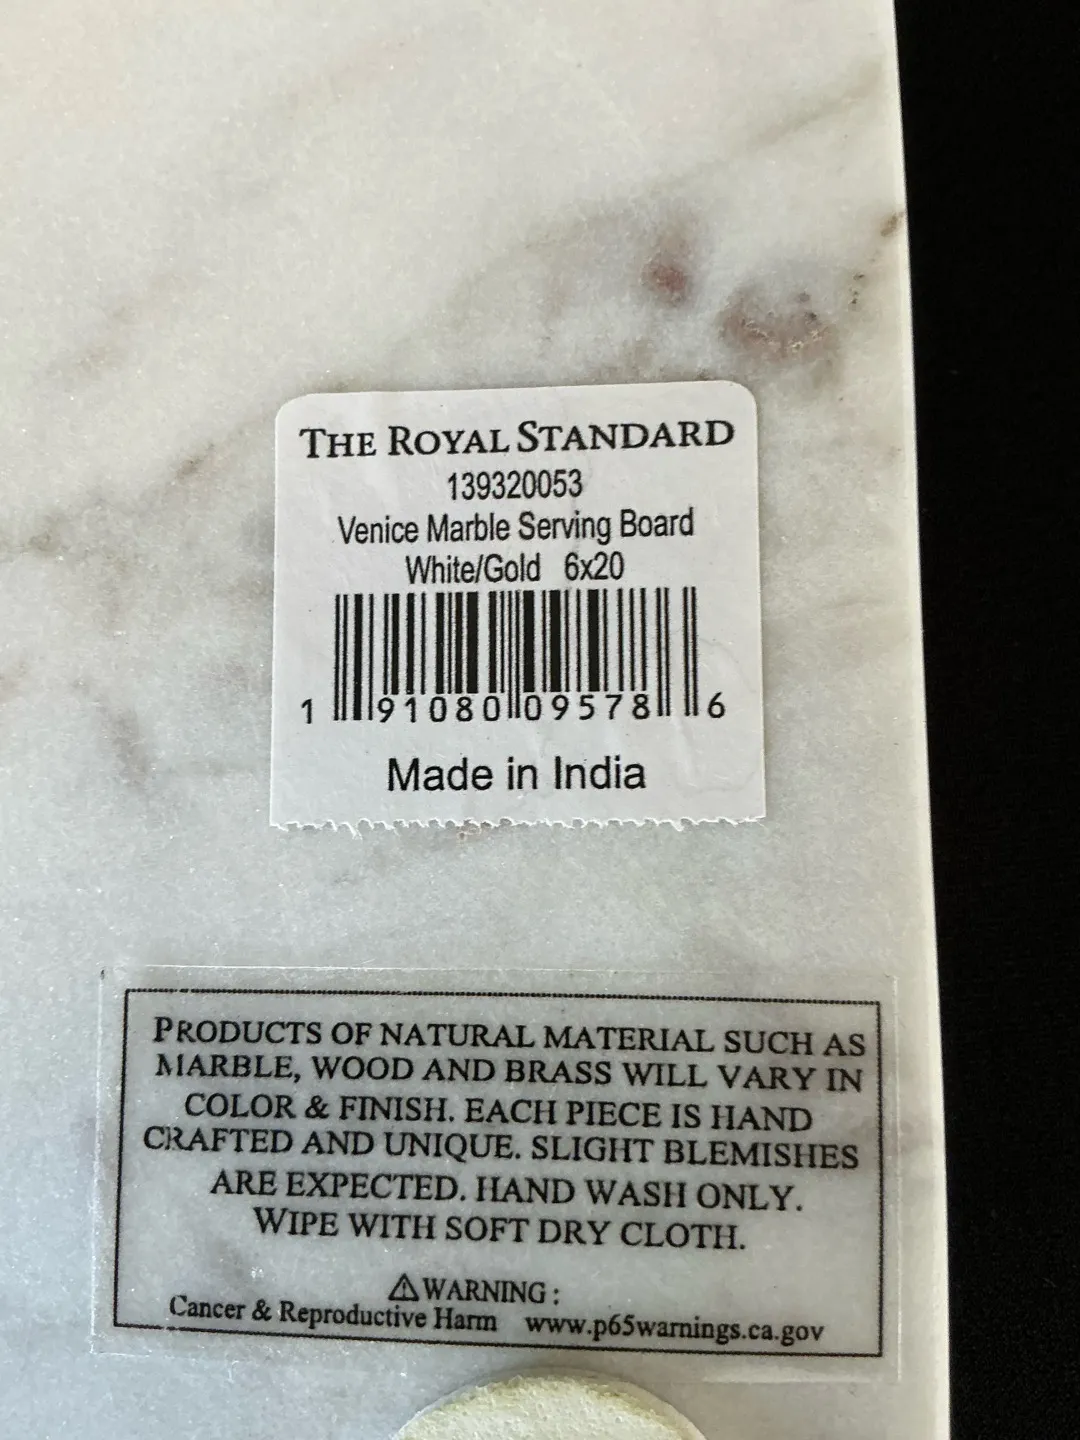 THE ROYAL STANDARD
139320053
Venice Marble Serving Board
White/Gold 6x20
1 91080 09578 6
Made in India
PRODUCTS OF NATURAL MATERIAL SUCH AS
MARBLE, WOOD AND BRASS WILL VARY IN
COLOR & FINISH. EACH PIECE IS HAND
CRAFTED AND UNIQUE. SLIGHT BLEMISHES
ARE EXPECTED. HAND WASH ONLY.
WIPE WITH SOFT DRY CLOTH.
⚠WARNING:
Cancer & Reproductive Harm www.p65warnings.ca.gov